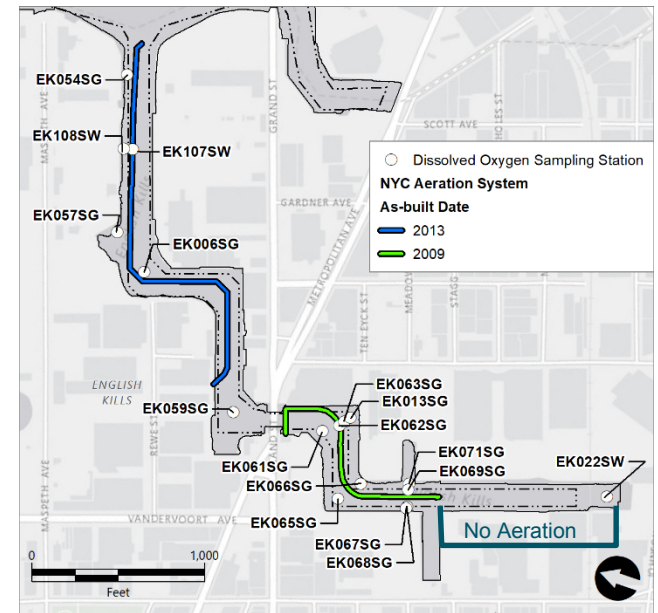 EK054SG
MASPETH AVE
GRAND ST
SCOTT AVE
EK108SW
EK107SW
Dissolved Oxygen Sampling Station
NYC Aeration System
As-built Date
2013
2009
English Kills
GARDNER AVE
METROPOLITAN AVE
EK057SG
EK006SG
TEN EYCK ST
ENGLISH
KILLS
REWE ST
EK063SG
EK013SG
EK059SG
EK062SG
EK061SG
EK071SG
EK066SG
EK069SG
EK022SW
MASPETH AVE
EK065SG
VANDERVOORT AVE
No Aeration
EK067SG
EK068SG
0
1,000
Feet